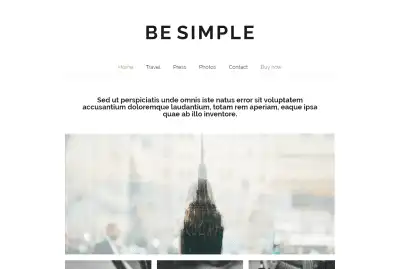 BE SIMPLE
Home Travel Press Photos Contact Buy now
Sed ut perspiciatis unde omnis iste natus error sit voluptatem
accusantium doloremque laudantium, totam rem aperiam, eaque ipsa
quae ab illo inventore.